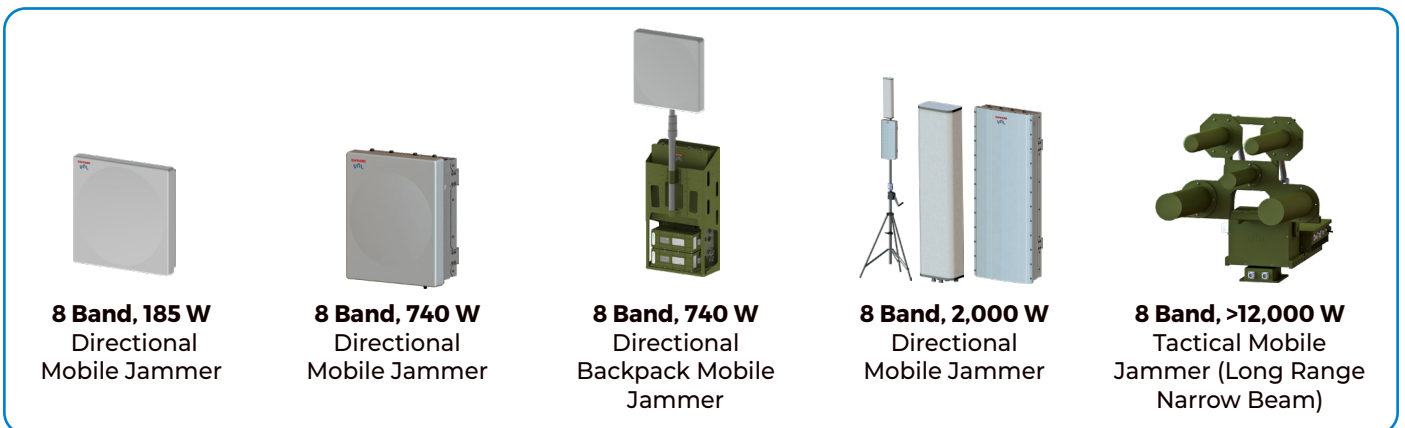 8 Band, 185 W
Directional
Mobile Jammer
8 Band, 740 W
Directional
Mobile Jammer
8 Band, 740 W
Directional
Backpack Mobile
Jammer
8 Band, 2,000 W
Directional
Mobile Jammer
8 Band, >12,000 W
Tactical Mobile
Jammer (Long Range
Narrow Beam)